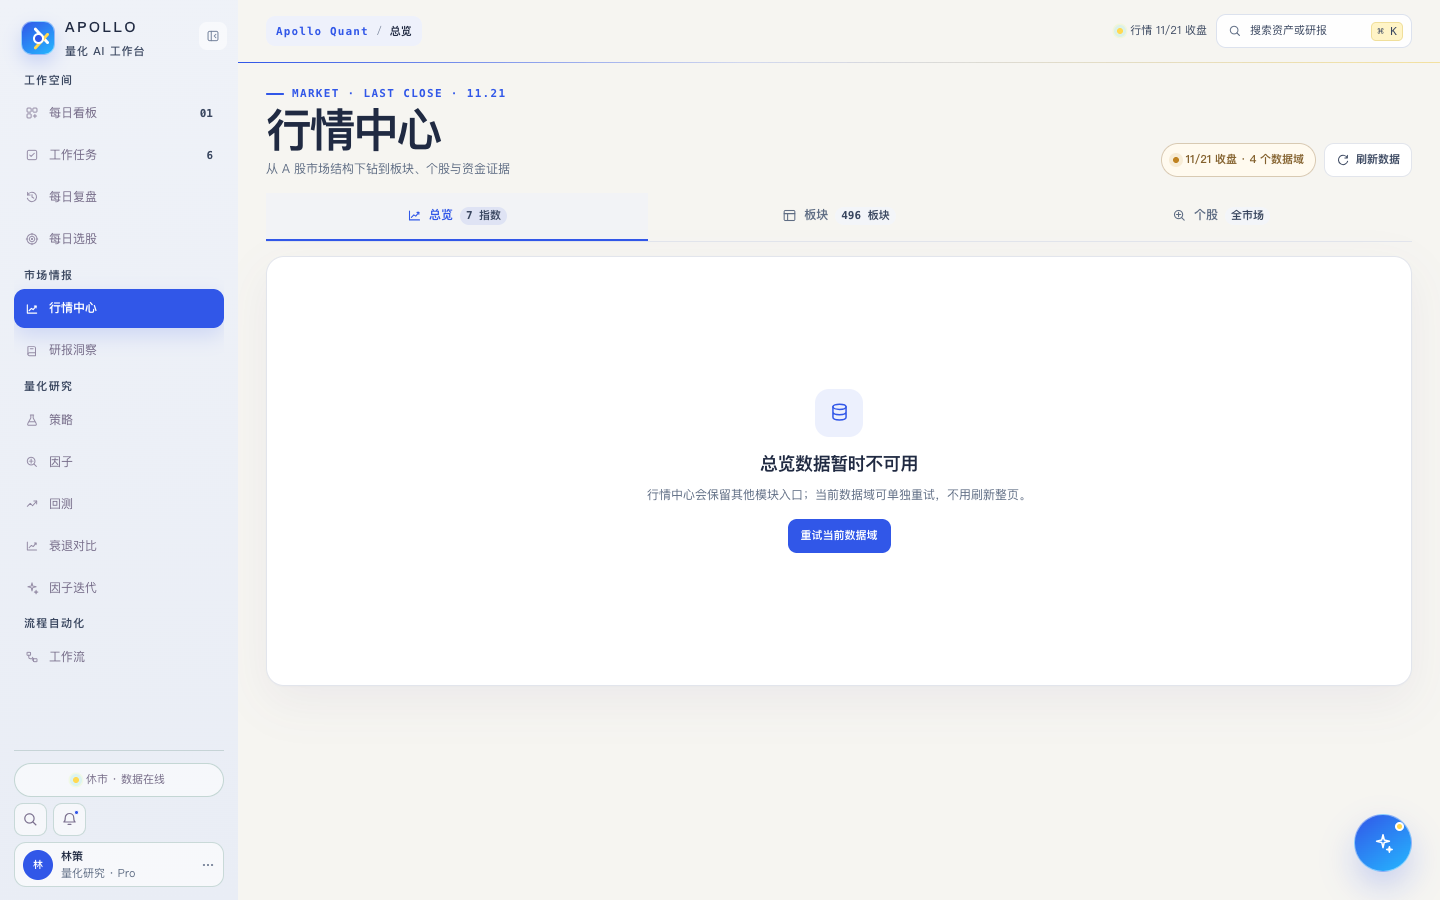 APOLLO
量化 AI 工作台
工作空间
每日看板 01
工作任务 6
每日复盘
每日选股
市场情报
行情中心
研报洞察
量化研究
策略
因子
回测
衰退对比
因子迭代
流程自动化
工作流
休市 · 数据在线
林
林策
量化研究 · Pro
Apollo Quant / 总览
行情 11/21 收盘
搜索资产或研报
⌘ K
MARKET · LAST CLOSE · 11.21
行情中心
从 A 股市场结构下钻到板块、个股与资金证据
11/21 收盘 · 4 个数据域
刷新数据
总览 7 指数
板块 496 板块
个股 全市场
总览数据暂时不可用
行情中心会保留其他模块入口；当前数据域可单独重试，不用刷新整页。
重试当前数据域